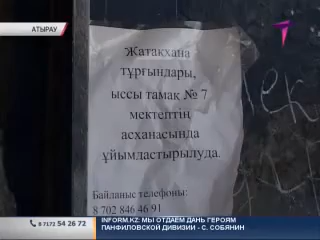 АТЫРАУ
Жатақхана
тұрғындары,
ыссы тамақ № 7
мектептің
асханасында
ұйымдастырылуда.
Байланыс телефоны:
8 702 846 46 91
8 7172 54 26 72
INFORM.KZ: МЫ ОТДАЕМ ДАНЬ ГЕРОЯМ
ПАНФИЛОВСКОЙ ДИВИЗИИ - С. СОБЯНИН